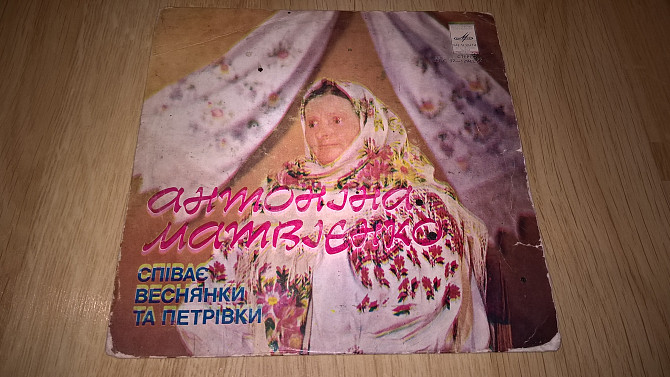 Антоніна
Матвієнко
СПІВАЄ
ВЕСНЯНКИ
ТА ПЕТРІВКИ